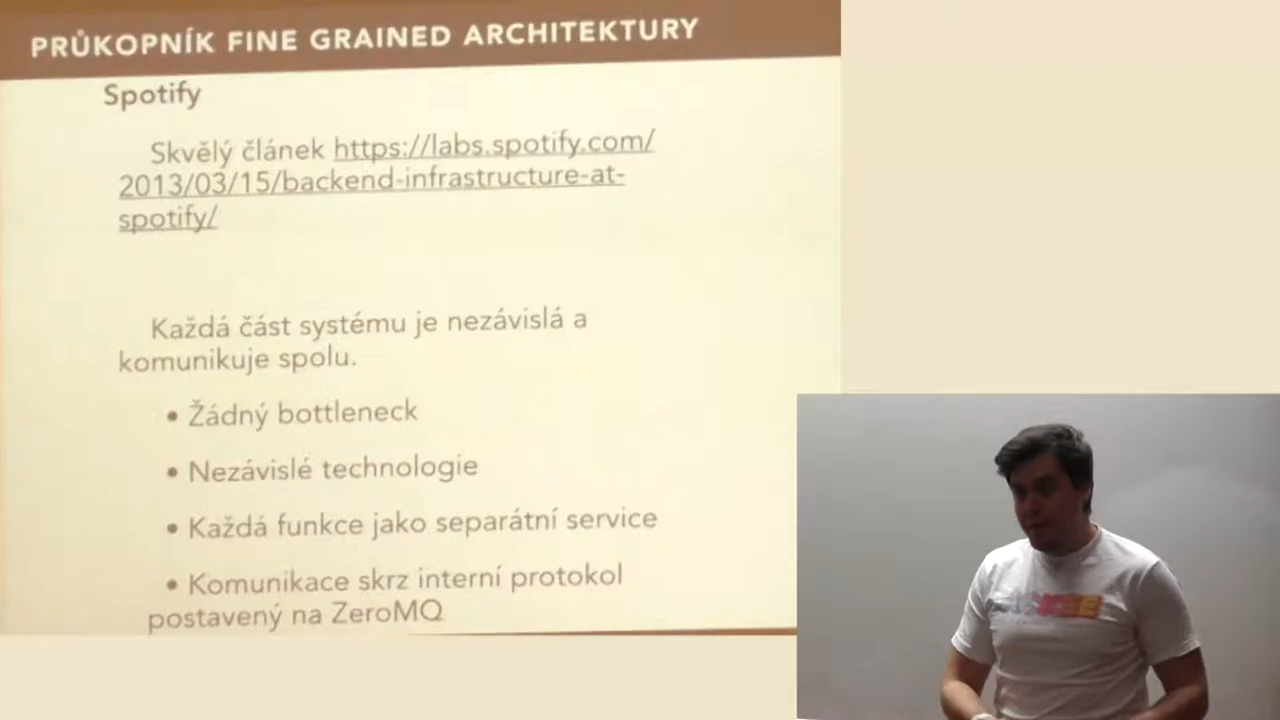 PRŮKOPNÍK FINE GRAINED ARCHITEKTURY
Spotify
Skvělý článek https://labs.spotify.com/
2013/03/15/backend-infrastructure-at-
spotify/
Každá část systému je nezávislá a
komunikuje spolu.
• Žádný bottleneck
• Nezávislé technologie
• Každá funkce jako separátní service
• Komunikace skrz interní protokol
postavený na ZeroMQ